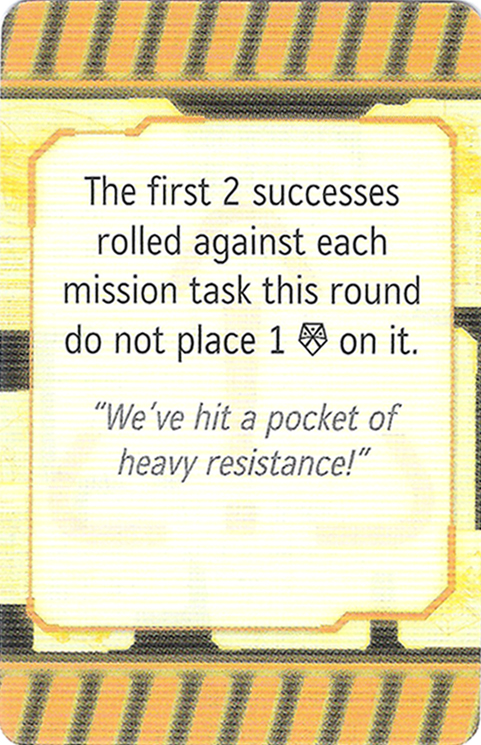 The first 2 successes
rolled against each
mission task this round
do not place 1 on it.
“We’ve hit a pocket of
heavy resistance!”